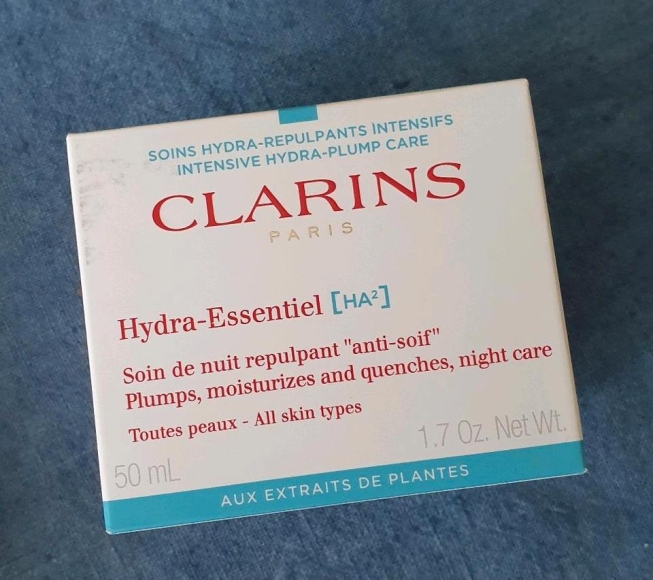 SOINS HYDRA-REPULPANTS INTENSIFS
INTENSIVE HYDRA-PLUMP CARE
CLARINS
PARIS
Hydra-Essentiel [HA²]
Soin de nuit repulpant "anti-soif"
Plumps, moisturizes and quenches, night care
Toutes peaux - All skin types
50 mL 1.7 Oz. Net Wt.
AUX EXTRAITS DE PLANTES